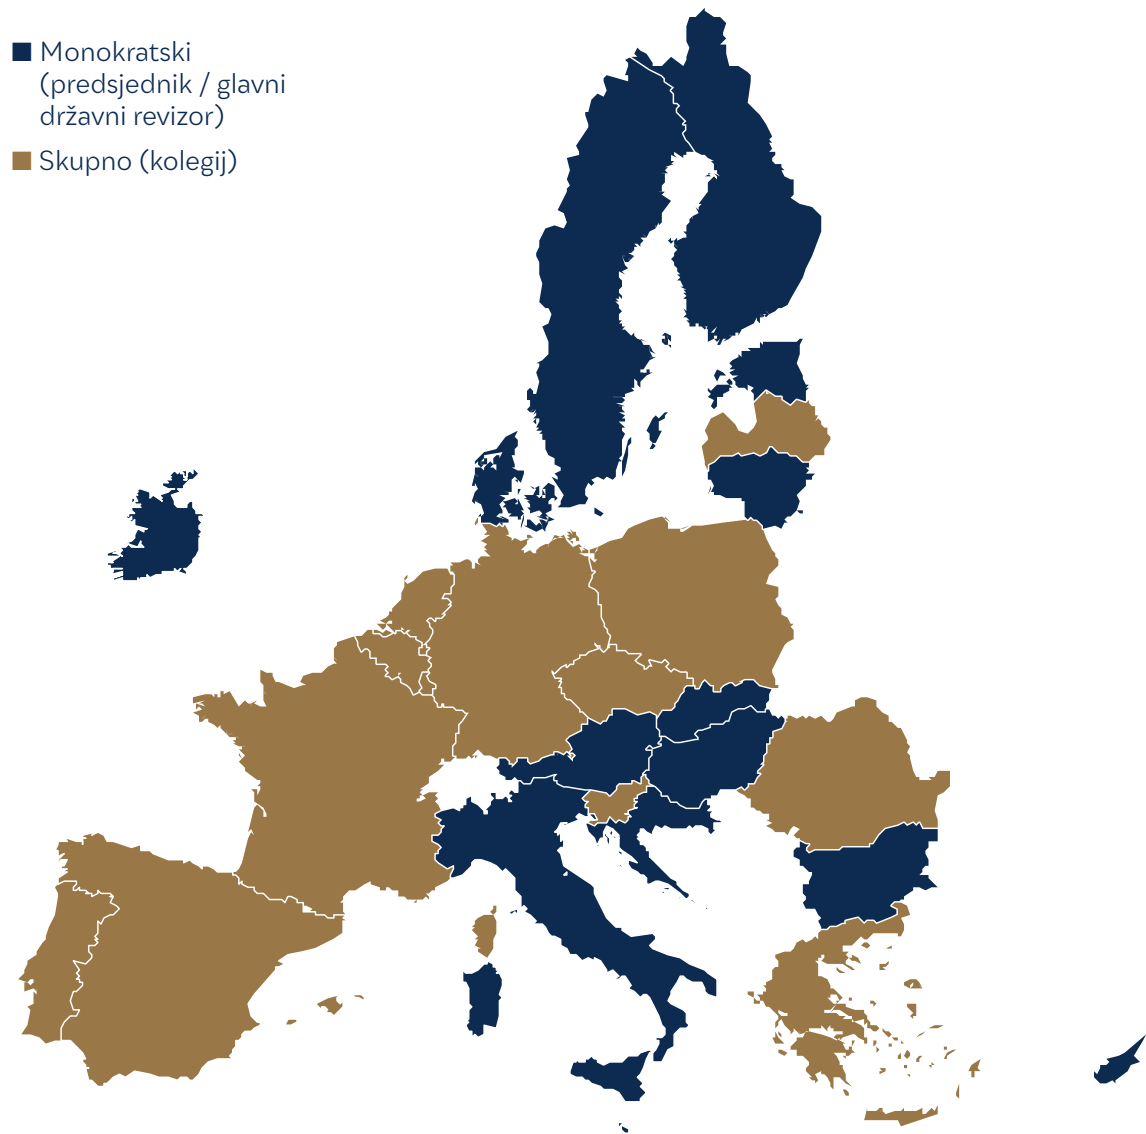 Monokratski
(predsjednik / glavni
državni revizor)
Skupno (kolegij)